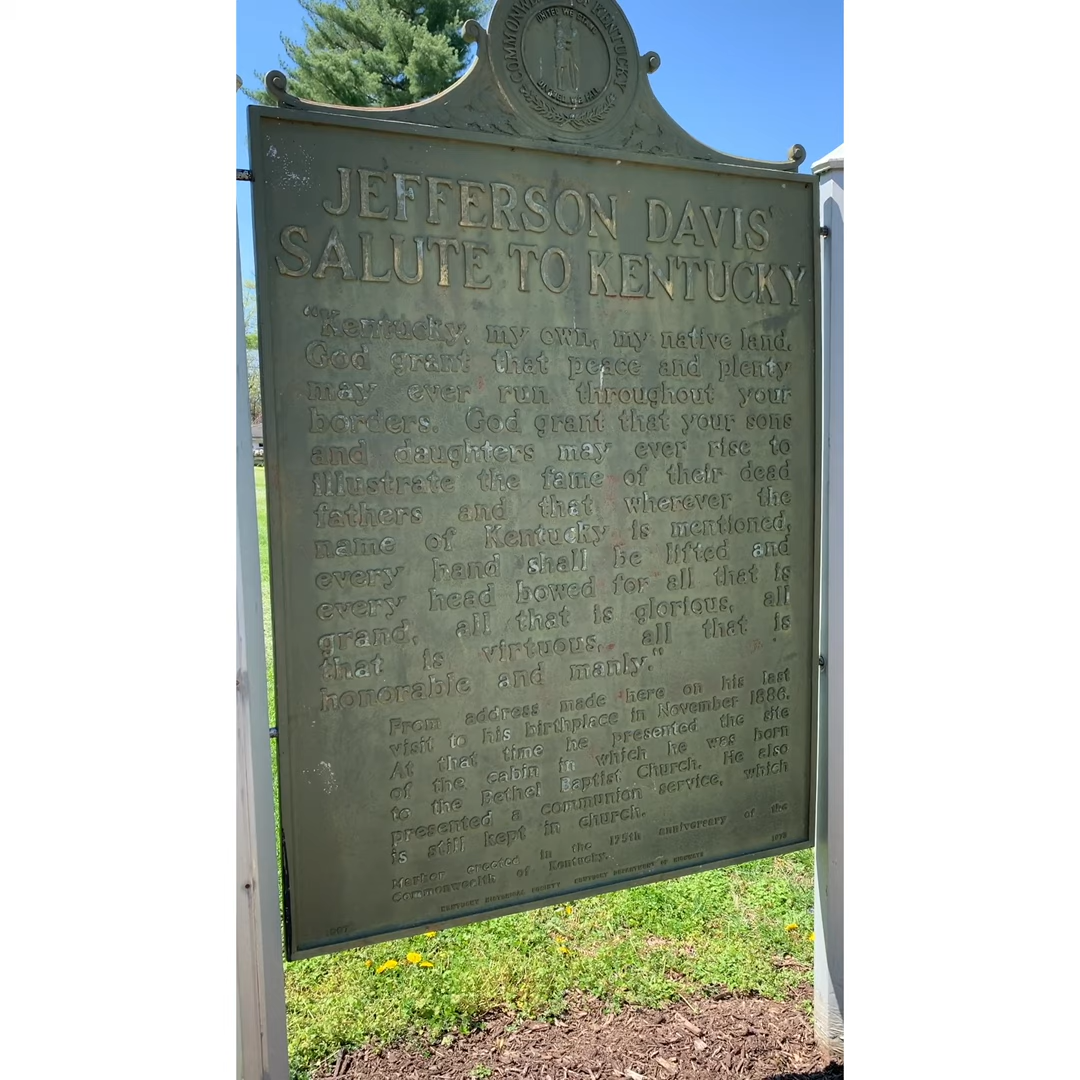 COMMONWEALTH OF KENTUCKY
UNITED WE STAND
DIVIDED WE FALL
JEFFERSON DAVIS'
SALUTE TO KENTUCKY
"Kentucky, my own, my native land.
God grant that peace and plenty
may ever run throughout your
borders. God grant that your sons
and daughters may ever rise to
illustrate the fame of their dead
fathers and that wherever the
name of Kentucky is mentioned,
every hand shall be lifted and
every head bowed for all that is
grand, all that is glorious, all
that is virtuous, all that is
honorable and manly."
From address made here on his last
visit to his birthplace in November 1886.
At that time he presented the site
of the cabin in which he was born
to the Bethel Baptist Church. He also
presented a communion service, which
is still kept in church.
Marker erected in the 175th anniversary of the
Commonwealth of Kentucky.
KENTUCKY HISTORICAL SOCIETY KENTUCKY DEPARTMENT OF HIGHWAYS